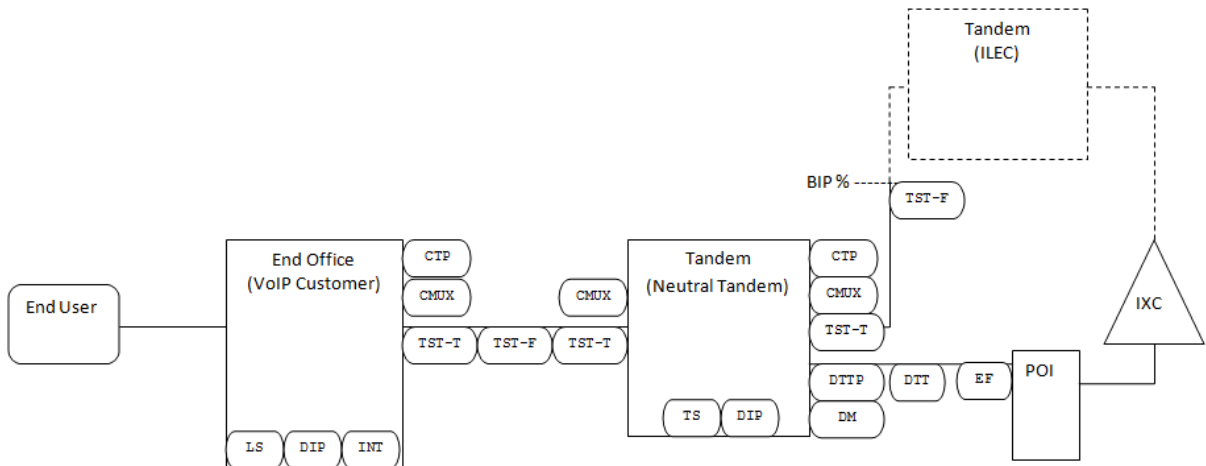 Tandem
(ILEC)
BIP %
TST-F
End Office
(VoIP Customer)
CTP
CMUX
CMUX
Tandem
(Neutral Tandem)
CTP
CMUX
TST-T
End User
TST-T
TST-F
TST-T
IXC
DTTP
DTT
EF
POI
DM
TS
DIP
LS
DIP
INT